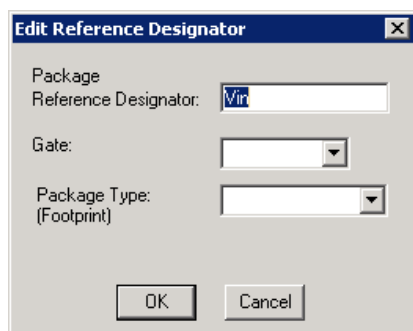 Edit Reference Designator
Package
Reference Designator: Vin
Gate:
Package Type:
(Footprint)
OK Cancel